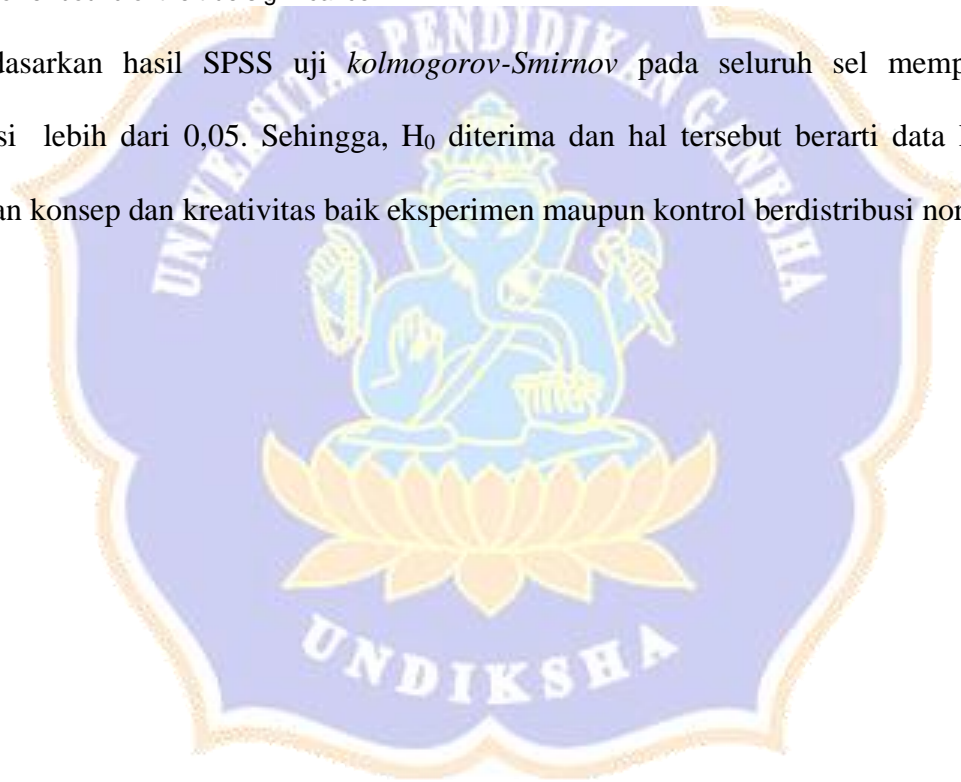 dasarkan hasil SPSS uji kolmogorov-Smirnov pada seluruh sel memp
si lebih dari 0,05. Sehingga, H₀ diterima dan hal tersebut berarti data
an konsep dan kreativitas baik eksperimen maupun kontrol berdistribusi nor
UNIVERSITAS PENDIDIKAN GANESHA
UNDIKSHA